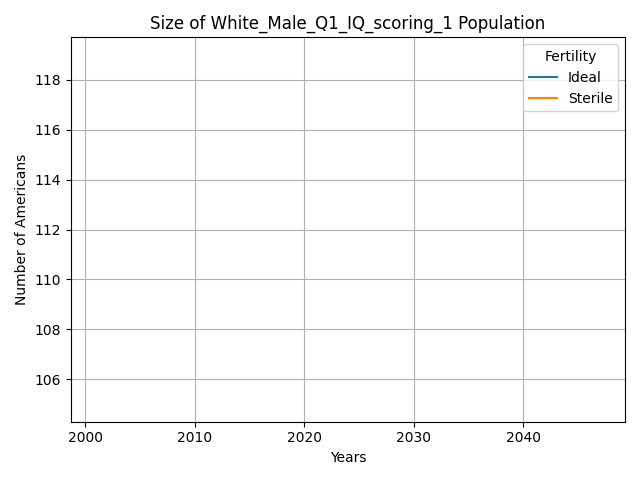 Size of White_Male_Q1_IQ_scoring_1 Population
Fertility
Ideal
Sterile
118
116
114
112
110
108
106
Number of Americans
2000 2010 2020 2030 2040
Years